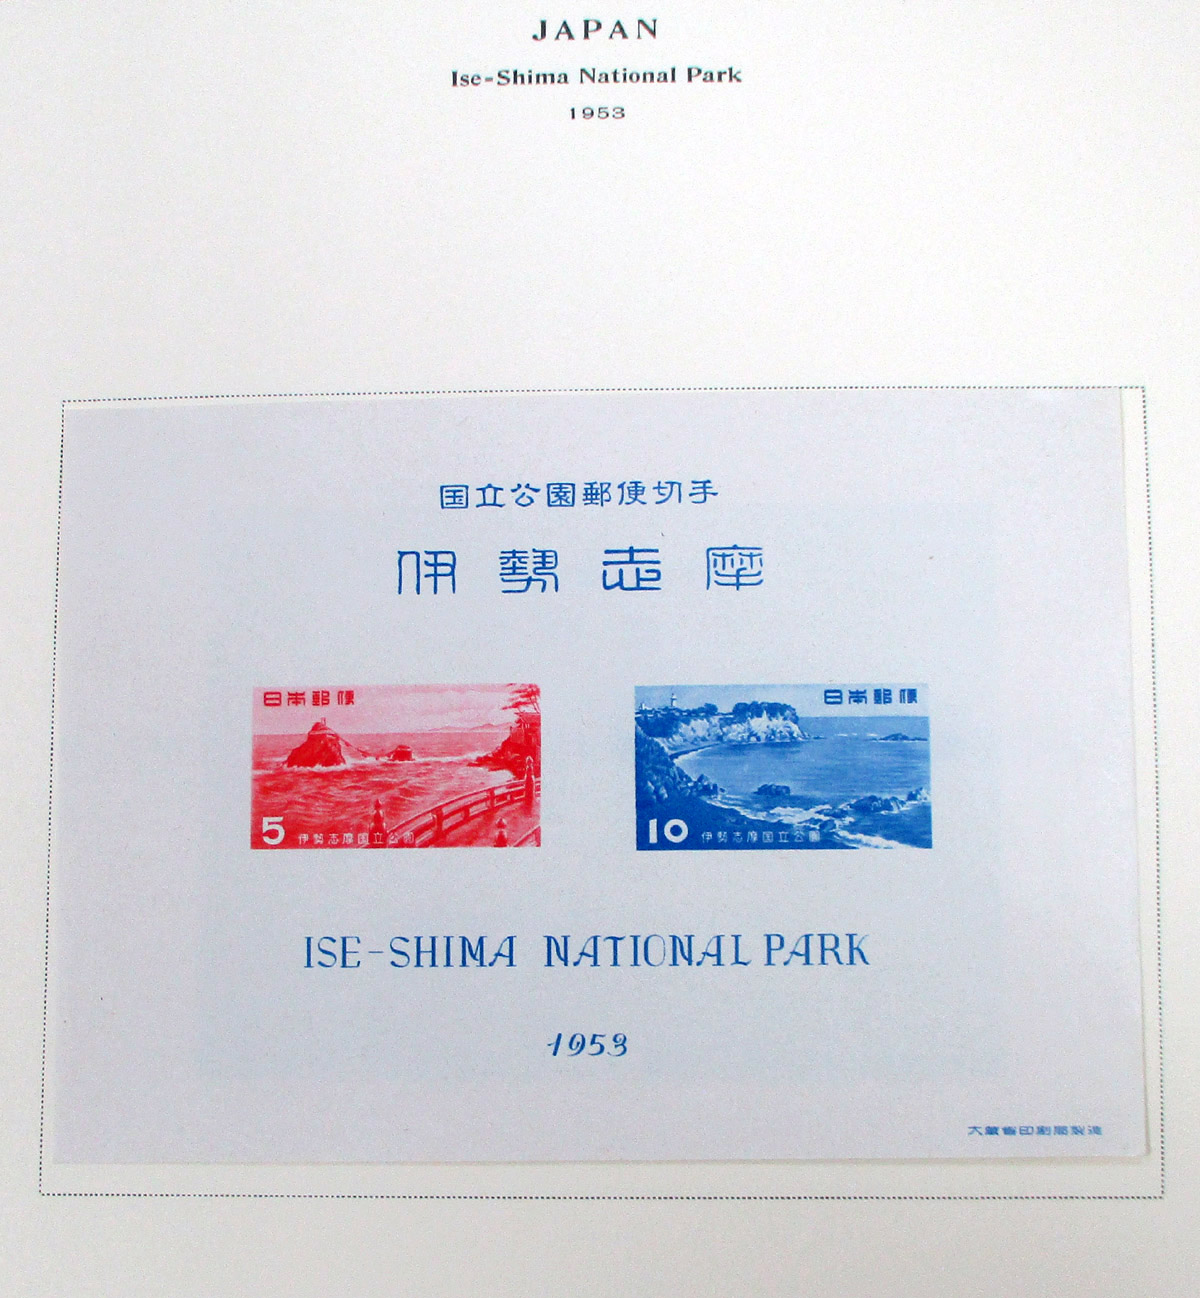 JAPAN
Ise-Shima National Park
1953
国立公園郵便切手
伊勢志摩
日本郵便
5 伊勢志摩国立公園
日本郵便
10 伊勢志摩国立公園
ISE-SHIMA NATIONAL PARK
1953
大蔵省印刷局製造